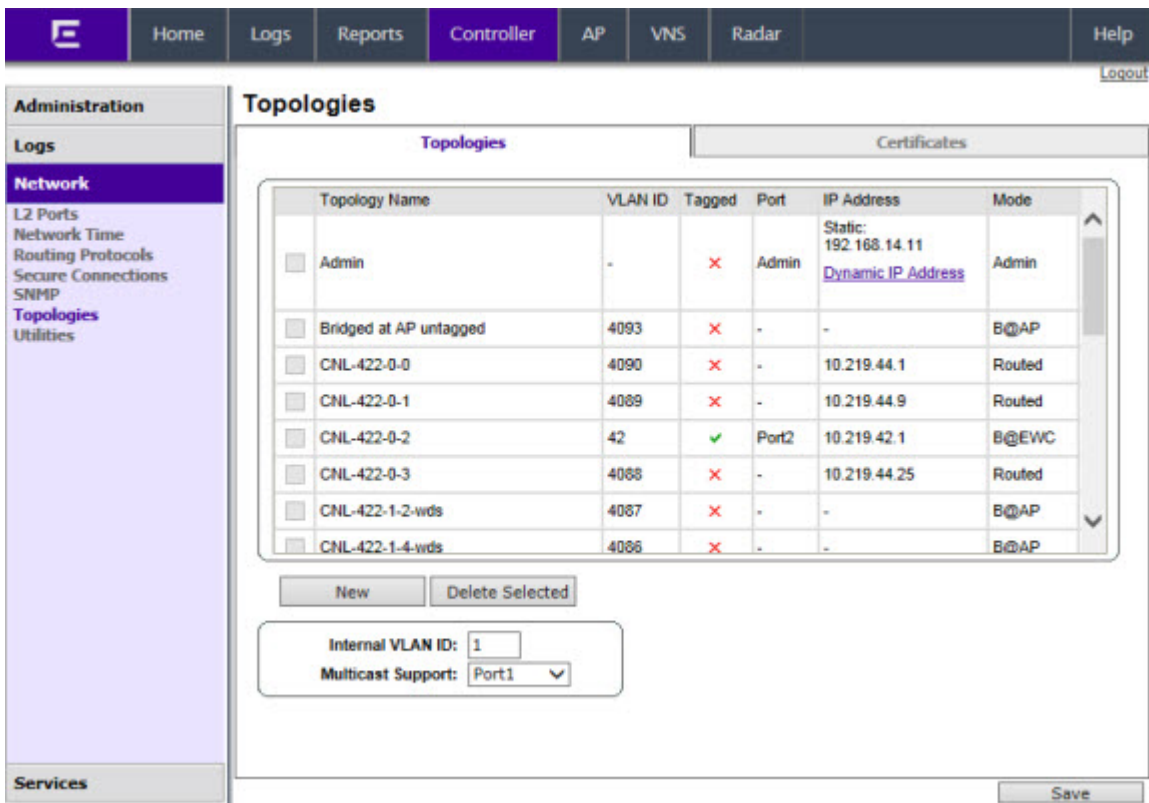 Home Logs Reports Controller AP VNS Radar Help
Logout
Administration
Logs
Network
L2 Ports
Network Time
Routing Protocols
Secure Connections
SNMP
Topologies
Utilities
Services
Topologies
Topologies Certificates
Topology Name VLAN ID Tagged Port IP Address Mode
Admin - Admin Static: 192.168.14.11 Dynamic IP Address Admin
Bridged at AP untagged 4093 - - B@AP
CNL-422-0-0 4090 - 10.219.44.1 Routed
CNL-422-0-1 4089 - 10.219.44.9 Routed
CNL-422-0-2 42 Port2 10.219.42.1 B@EWC
CNL-422-0-3 4088 - 10.219.44.25 Routed
CNL-422-1-2-wds 4087 - - B@AP
CNL-422-1-4-wds 4086 - - B@AP
New Delete Selected
Internal VLAN ID: 1
Multicast Support: Port1
Save